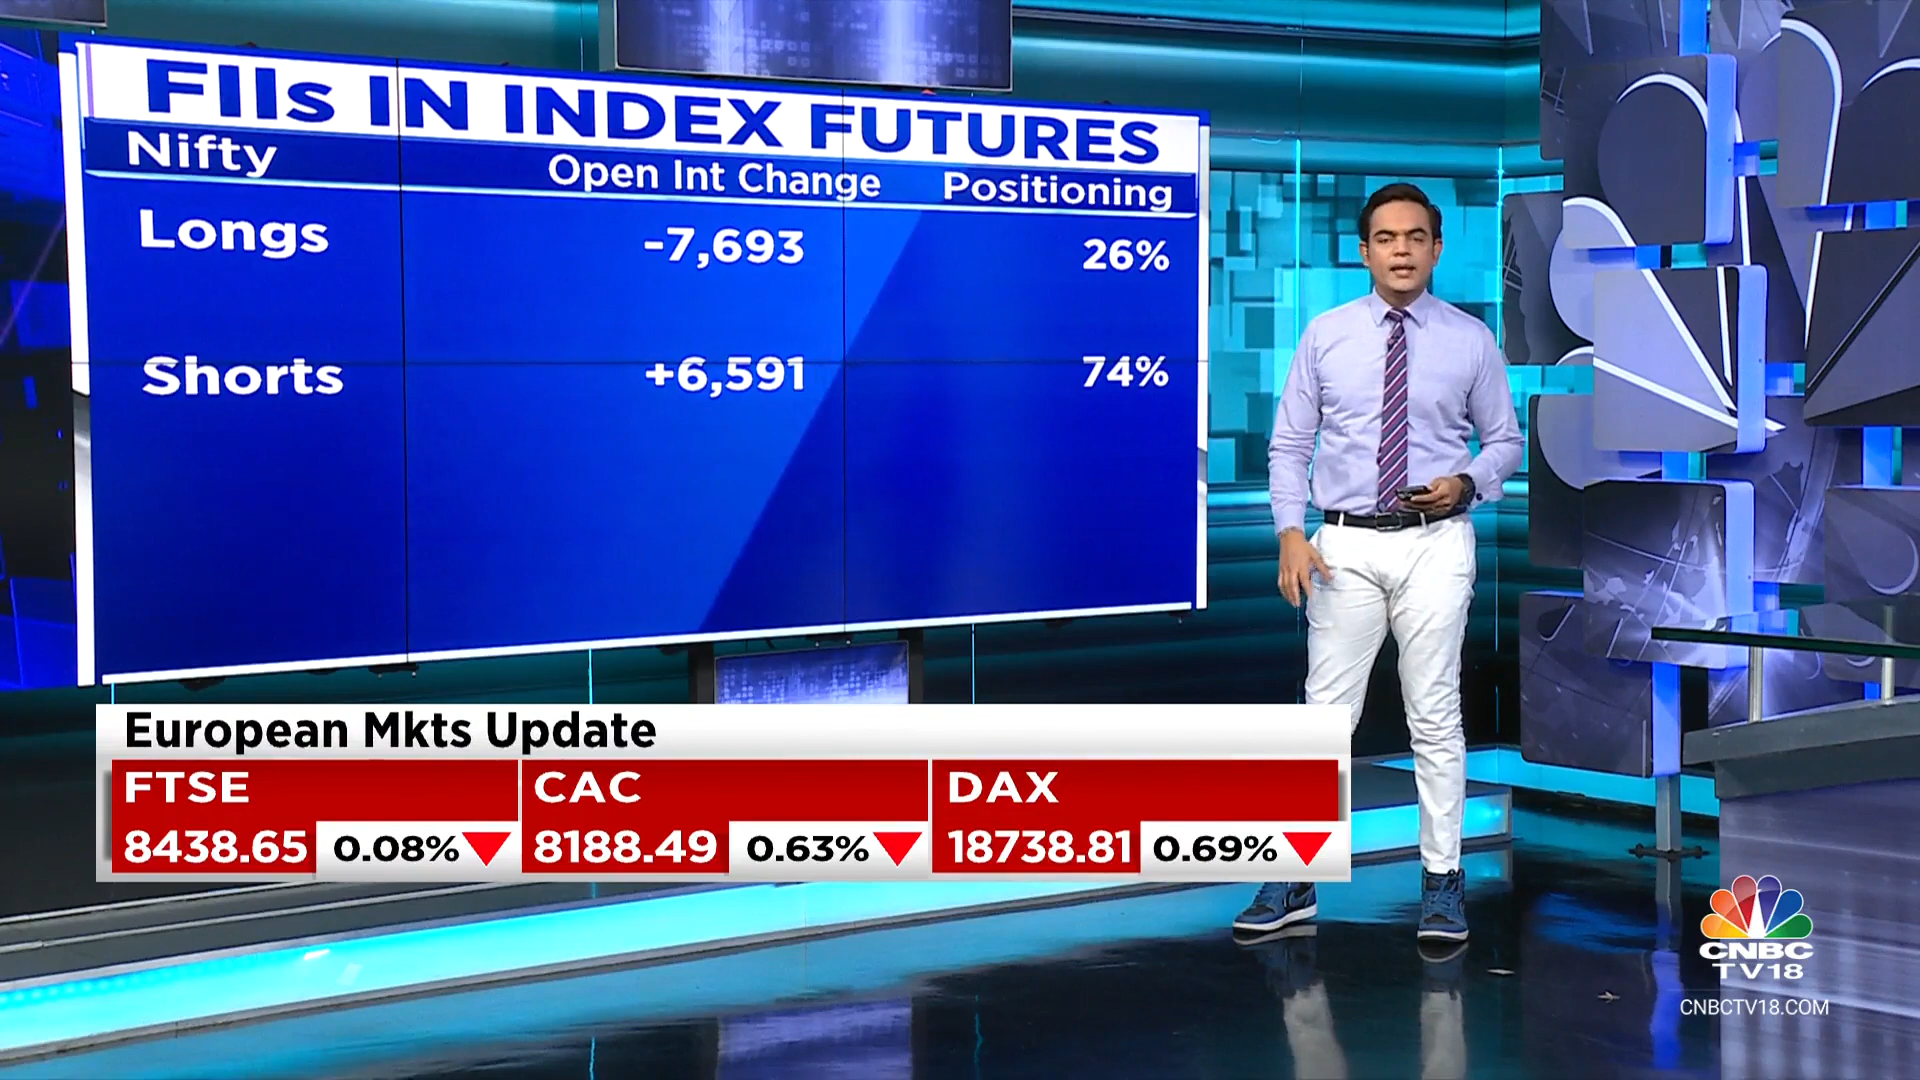 FIIs IN INDEX FUTURES
Nifty Open Int Change Positioning
Longs -7,693 26%
Shorts +6,591 74%
European Mkts Update
FTSE CAC DAX
8438.65 0.08% 8188.49 0.63% 18738.81 0.69%
CNBC
TV18
CNBCTV18.COM